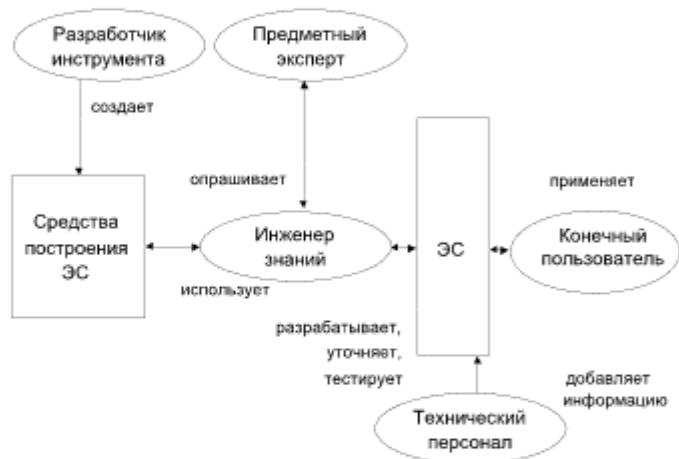 Разработчик
инструмента
Предметный
эксперт
создает
опрашивает
применяет
Средства
построения
ЭС
Инженер
знаний
ЭС
Конечный
пользователь
использует
разрабатывает,
уточняет,
тестирует
добавляет
информацию
Технический
персонал